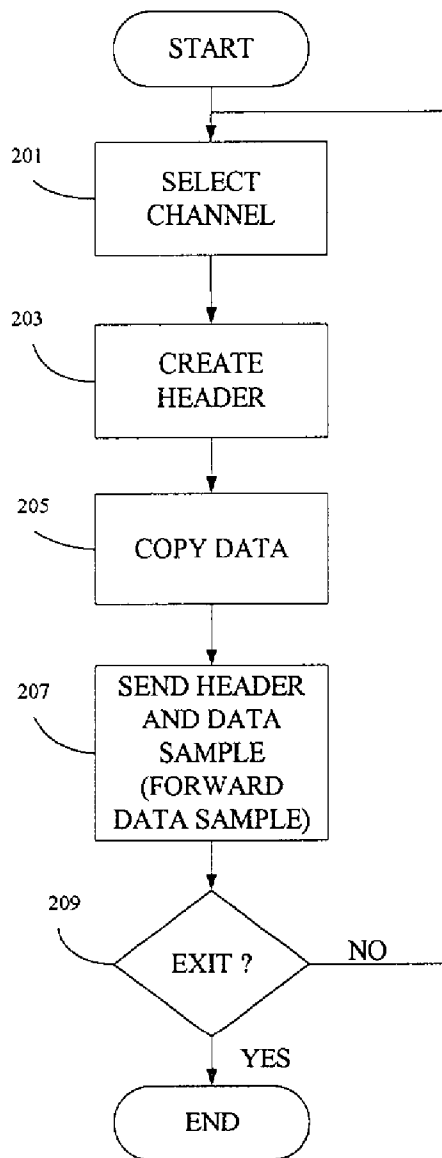 START
201
SELECT
CHANNEL
203
CREATE
HEADER
205
COPY DATA
207
SEND HEADER
AND DATA
SAMPLE
(FORWARD
DATA SAMPLE)
209
EXIT ?
NO
YES
END